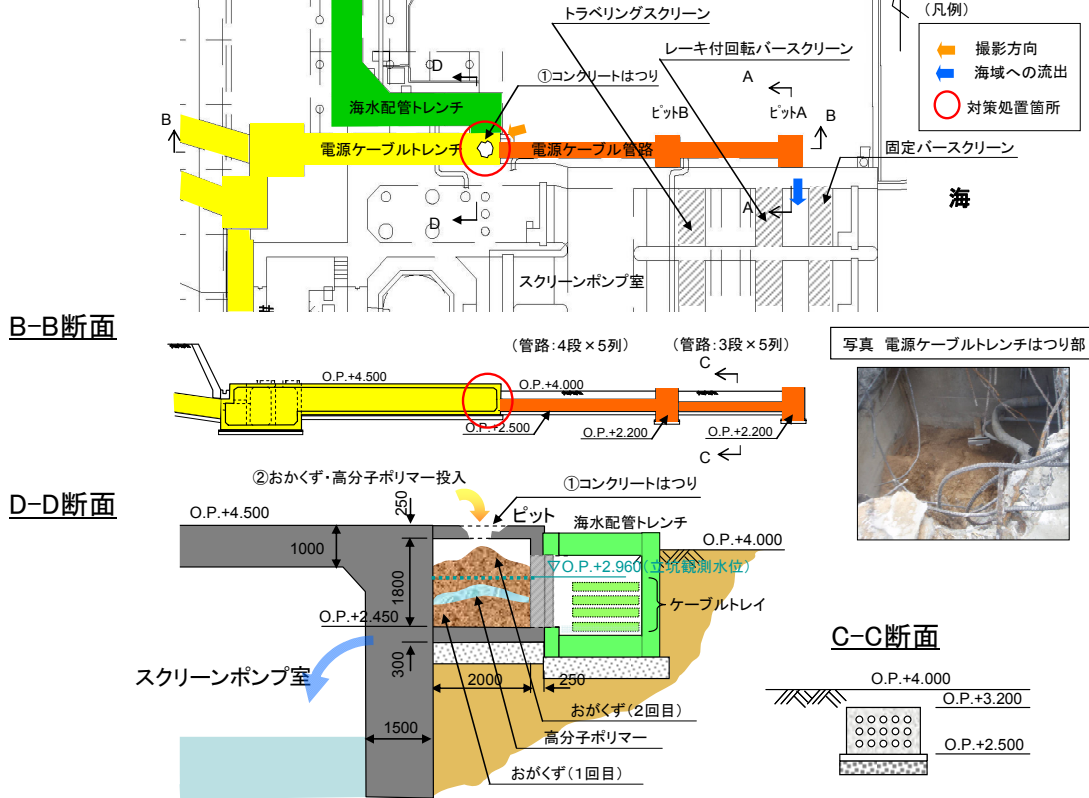 トラベリングスクリーン
(凡例)
撮影方向
海域への流出
対策処置箇所
レーキ付回転バースクリーン
D
①コンクリートはつり
A
海水配管トレンチ
ピットB
ピットA
B
B
電源ケーブルトレンチ
電源ケーブル管路
固定バースクリーン
海
A
D
スクリーンポンプ室
B-B断面
(管路:4段×5列)
(管路:3段×5列)
C
O.P.+4.500
O.P.+4.000
O.P.+2.500
O.P.+2.200
O.P.+2.200
C
写真 電源ケーブルトレンチはつり部
D-D断面
②おかくず・高分子ポリマー投入
①コンクリートはつり
250
ピット
海水配管トレンチ
O.P.+4.500
O.P.+4.000
1000
▽O.P.+2.960(立坑観測水位)
1800
ケーブルトレイ
O.P.+2.450
300
スクリーンポンプ室
2000
250
おがくず(2回目)
1500
高分子ポリマー
おがくず(1回目)
C-C断面
O.P.+4.000
O.P.+3.200
O.P.+2.500